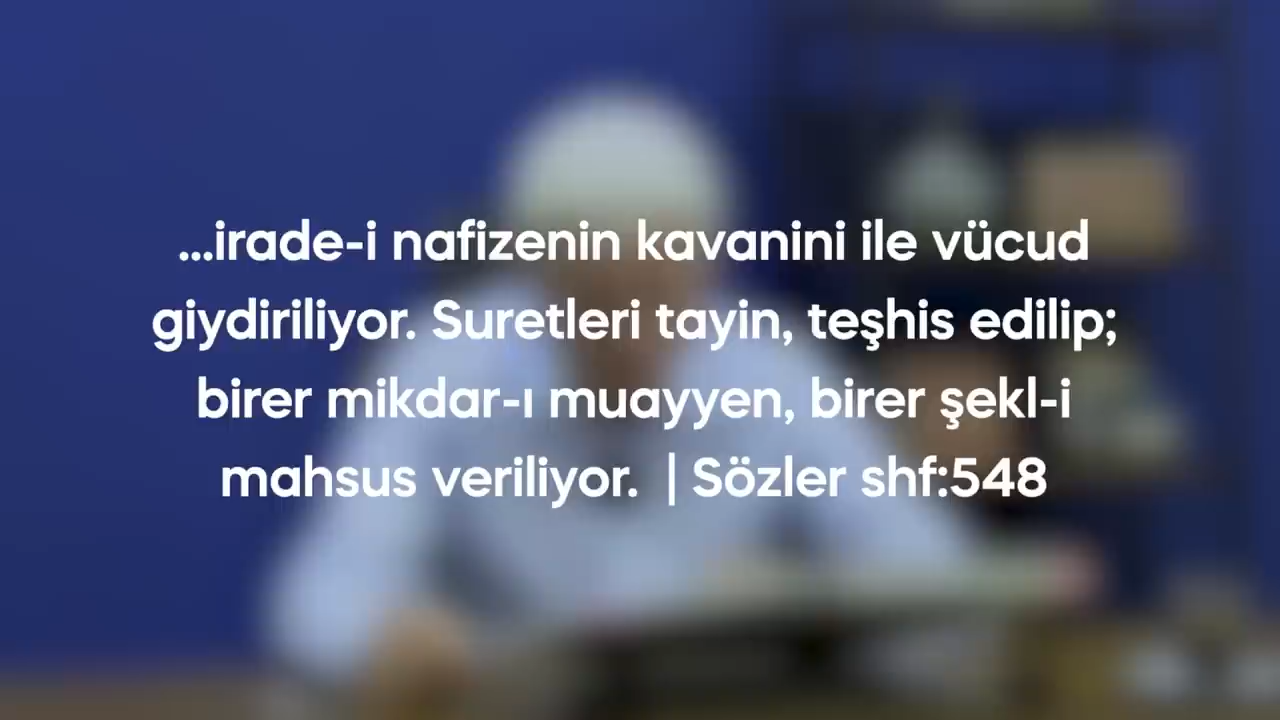 ...irade-i nafizenin kavanini ile vücud
giydiriliyor. Suretleri tayin, teşhis edilip;
birer mikdar-ı muayyen, birer şekl-i
mahsus veriliyor. | Sözler shf:548